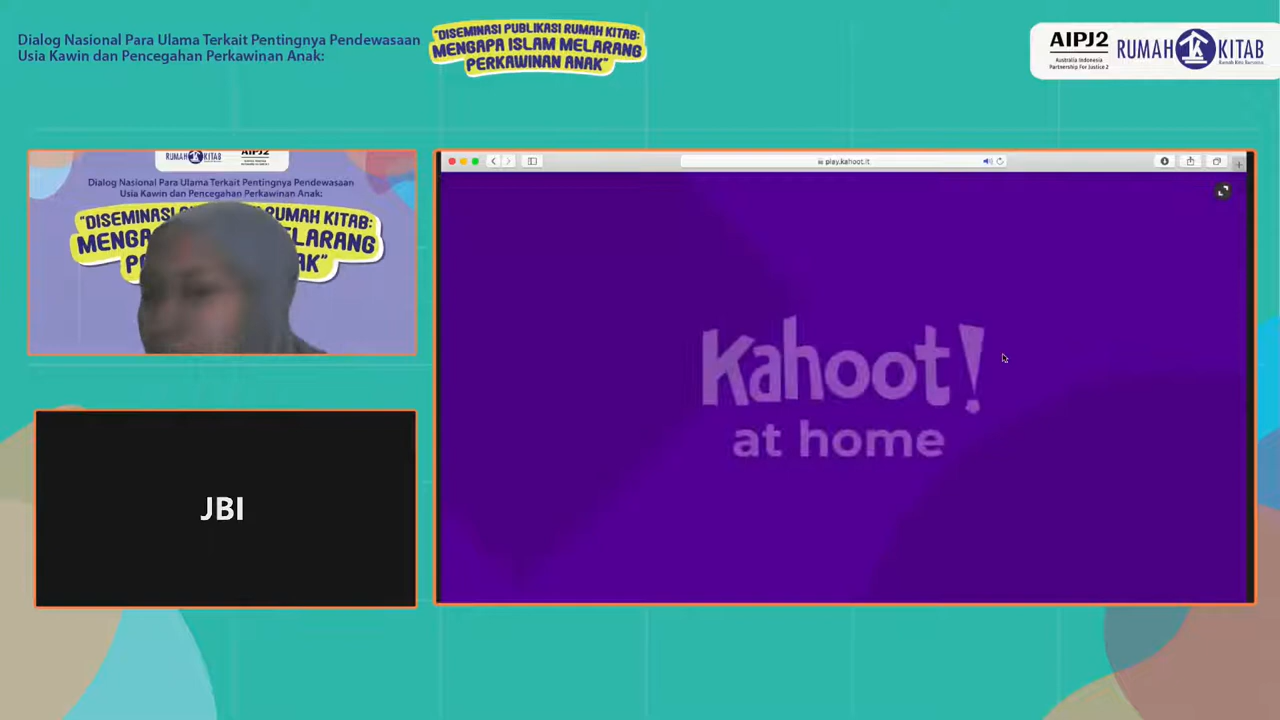 Dialog Nasional Para Ulama Terkait Pentingnya Pendewasaan
Usia Kawin dan Pencegahan Perkawinan Anak:
"DISEMINASI PUBLIKASI RUMAH KITAB:
MENGAPA ISLAM MELARANG
PERKAWINAN ANAK"
AIPJ2
Australia Indonesia
Partnership For Justice 2
RUMAH KITAB
Rumah Kita Bersama
RUMAH KITAB
AIPJ2
Dialog Nasional Para Ulama Terkait Pentingnya Pendewasaan
Usia Kawin dan Pencegahan Perkawinan Anak:
"DISEMINASI RUMAH KITAB:
MENGA ELARANG
AK"
play.kahoot.it
Kahoot!
at home
JBI